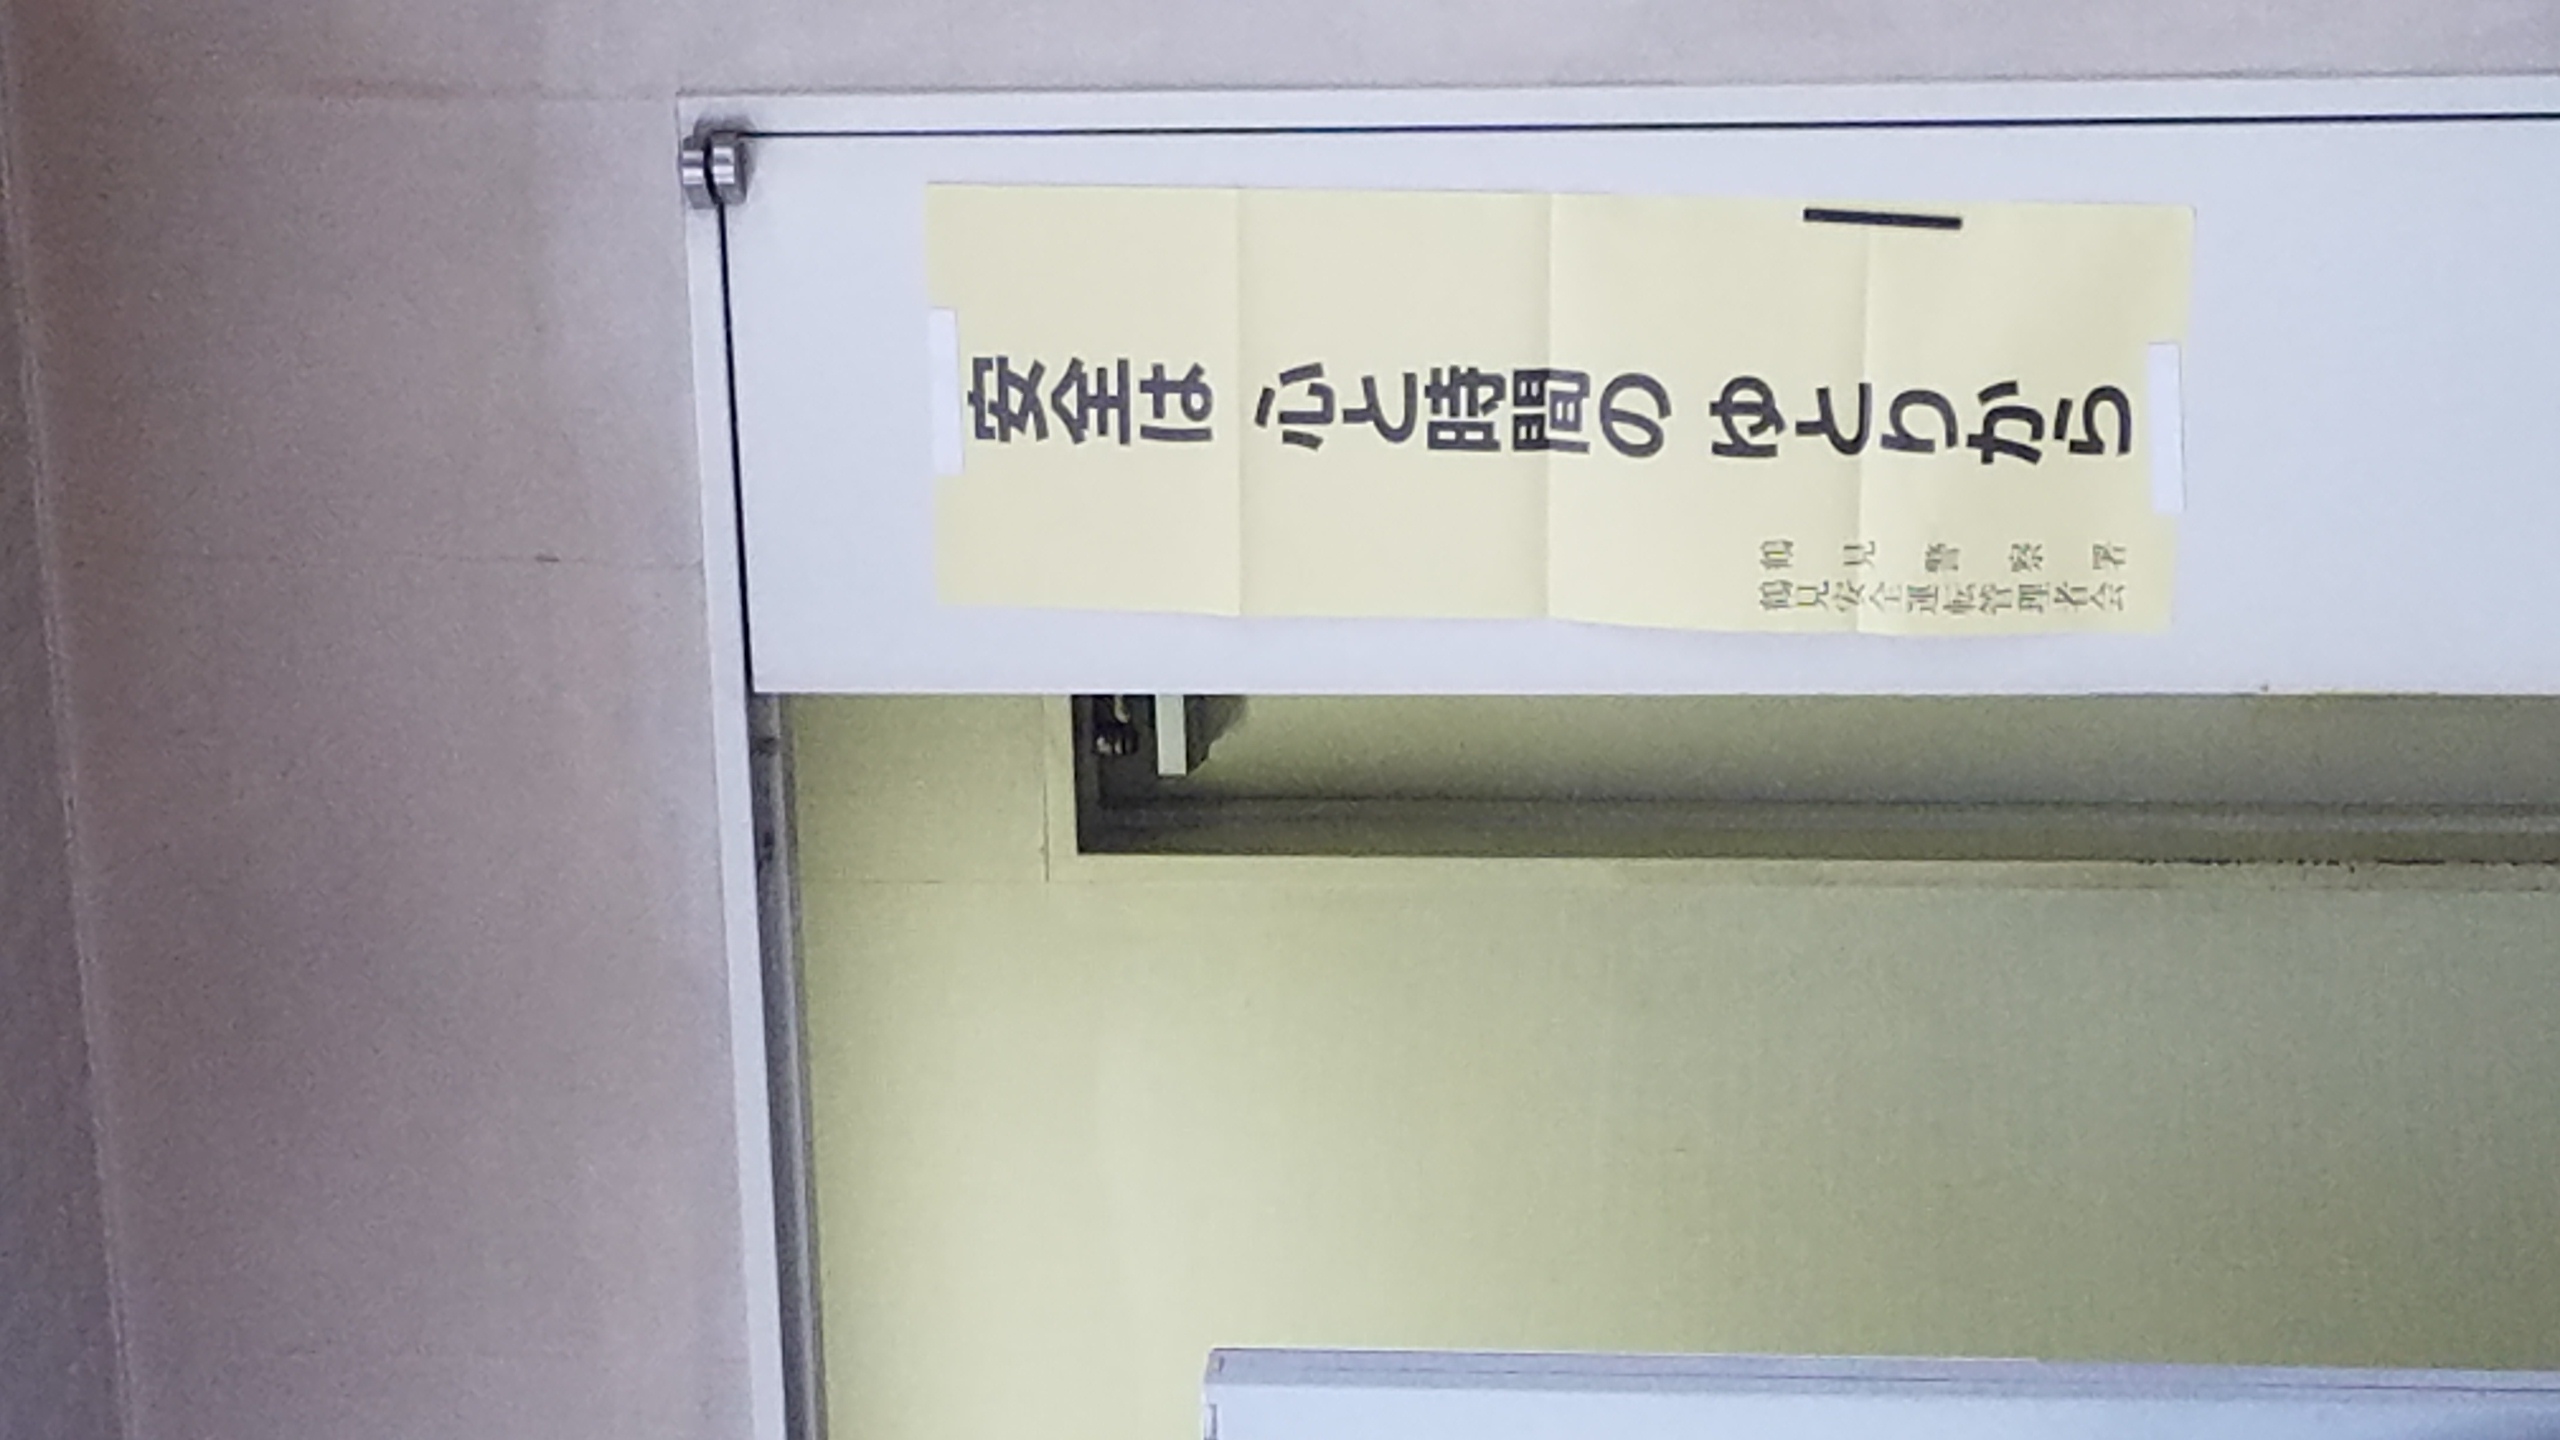 安全は 心と時間の ゆとりから
鶴見警察署
鶴見安全運転管理者会